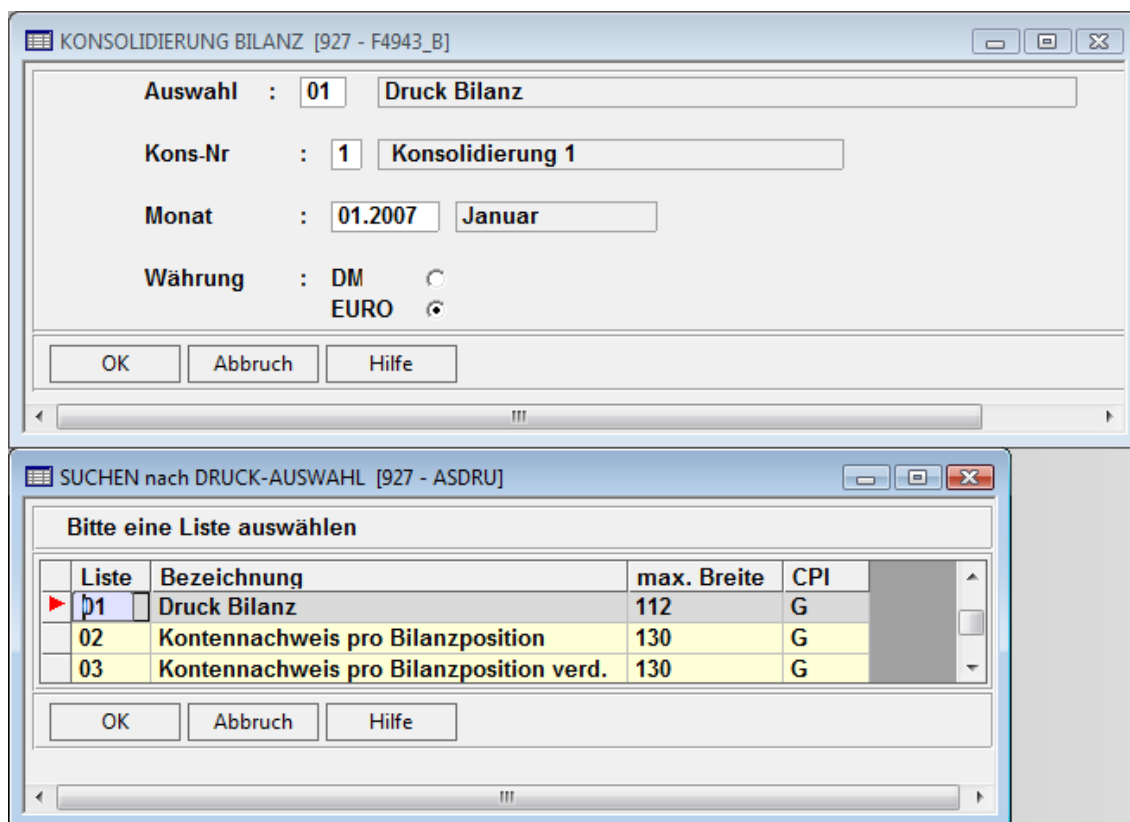 KONSOLIDIERUNG BILANZ [927 - F4943_B]
Auswahl : 01 Druck Bilanz
Kons-Nr : 1 Konsolidierung 1
Monat : 01.2007 Januar
Währung : DM
EURO
OK Abbruch Hilfe
SUCHEN nach DRUCK-AUSWAHL [927 - ASDRU]
Bitte eine Liste auswählen
Liste Bezeichnung max. Breite CPI
01 Druck Bilanz 112 G
02 Kontennachweis pro Bilanzposition 130 G
03 Kontennachweis pro Bilanzposition verd. 130 G
OK Abbruch Hilfe